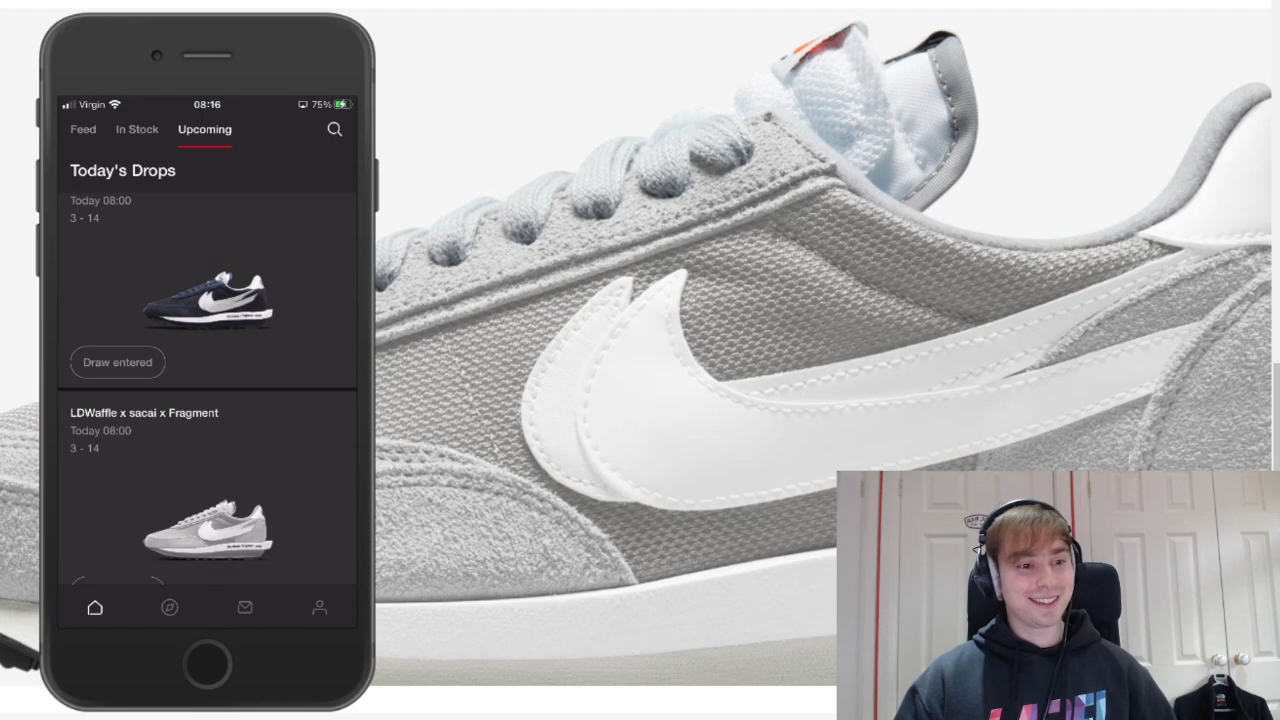 Virgin 08:16 75%
Feed In Stock Upcoming
Today's Drops
Today 08:00
3 - 14
Draw entered
LDWaffle x sacai x Fragment
Today 08:00
3 - 14